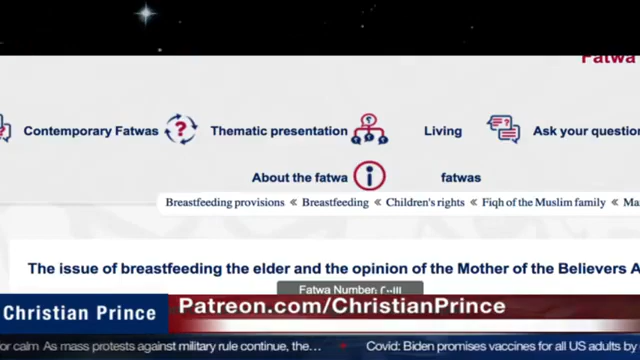 Fatwa
Contemporary Fatwas
Thematic presentation
Living
Ask your question
About the fatwa
fatwas
Breastfeeding provisions « Breastfeeding « Children's rights « Fiqh of the Muslim family « Ma
The issue of breastfeeding the elder and the opinion of the Mother of the Believers A
Fatwa Number:
Christian Prince
Patreon.com/ChristianPrince
or calm As mass protests against military rule continue, the...
Covid: Biden promises vaccines for all US adults by